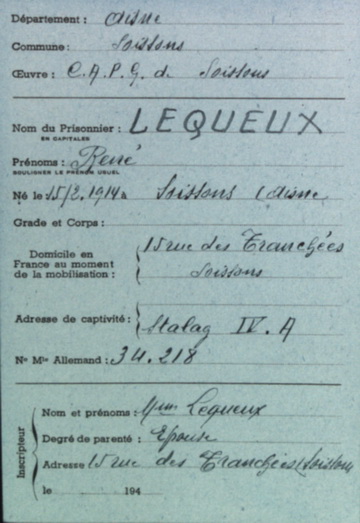 Département : Aisne
Commune : Soissons
Œuvre : C.A.P.G. de Soissons
Nom du Prisonnier : LEQUEUX
EN CAPITALES
Prénoms : René
SOULIGNER LE PRÉNOM USUEL
Né le 15/2.1914 à Soissons (Aisne
Grade et Corps :
Domicile en France au moment de la mobilisation : 15 rue des Tranchées
Soissons
Adresse de captivité : Stalag IV. A
No Mle Allemand : 34.218
Inscripteur
Nom et prénoms : Mme Lequeux
Degré de parenté : Epouse
Adresse 15 rue des Tranchées (Soissons
le 194